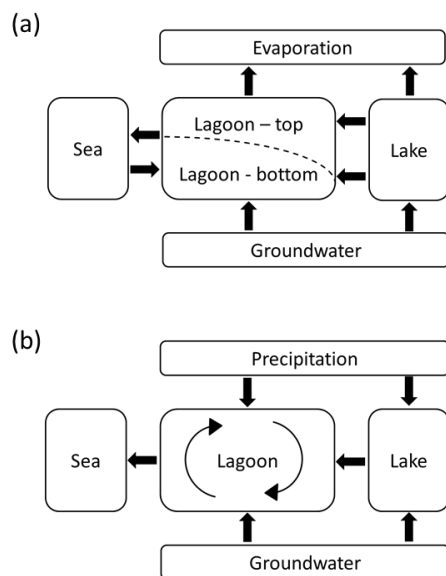 (a)
Evaporation
Sea
Lagoon – top
Lagoon - bottom
Lake
Groundwater
(b)
Precipitation
Sea
Lagoon
Lake
Groundwater